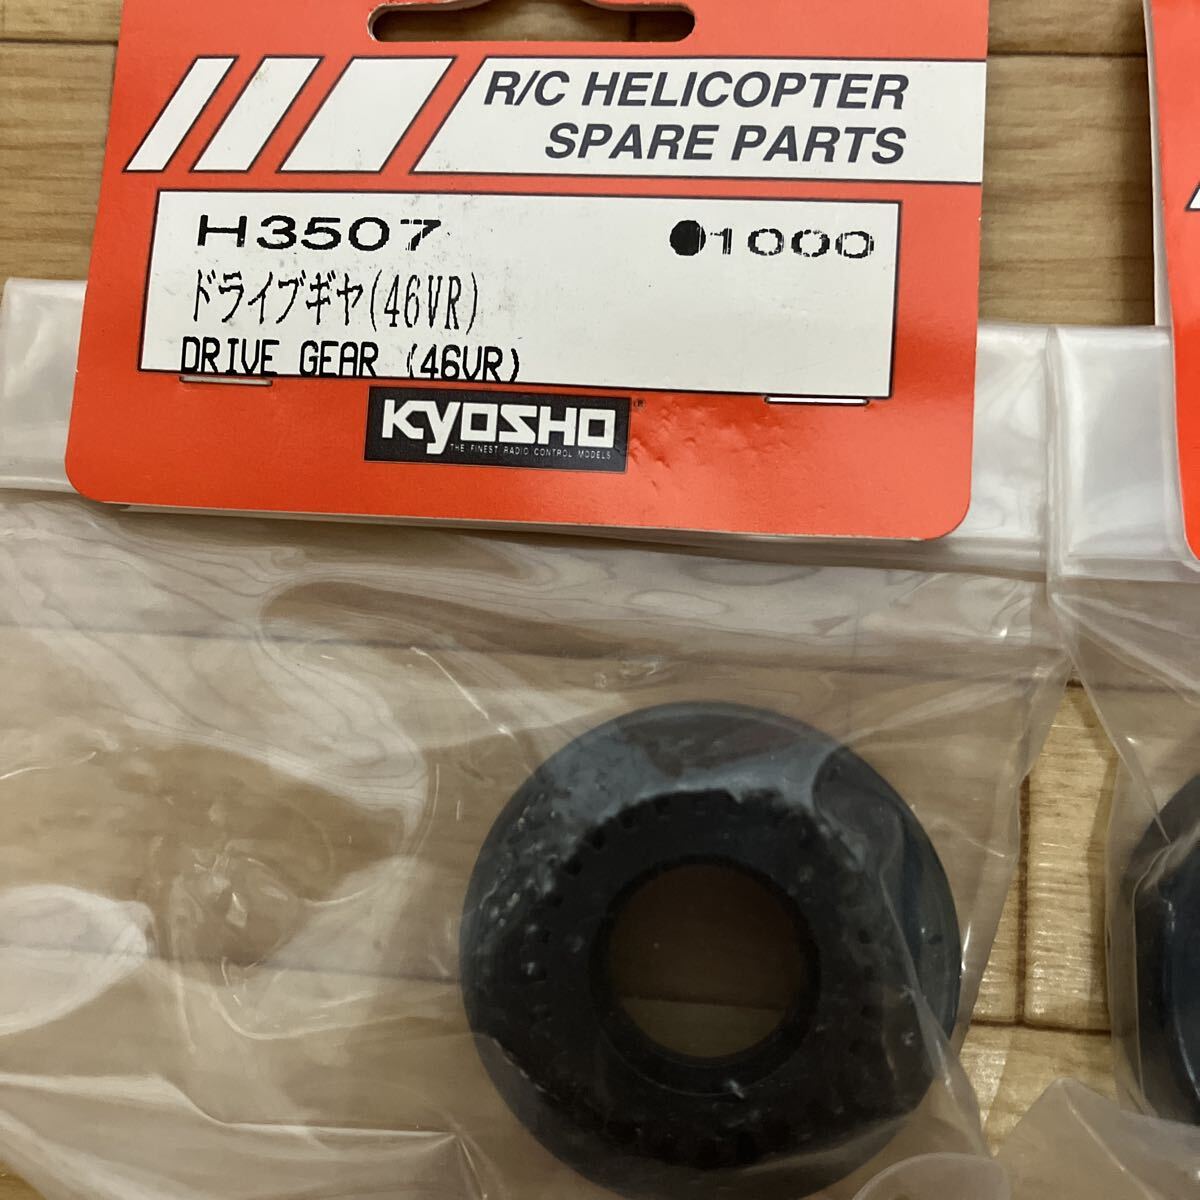 R/C HELICOPTER
SPARE PARTS
H3507 ●1000
ドライブギヤ(46VR)
DRIVE GEAR (46VR)
KYOSHO®
THE FINEST RADIO CONTROL MODELS